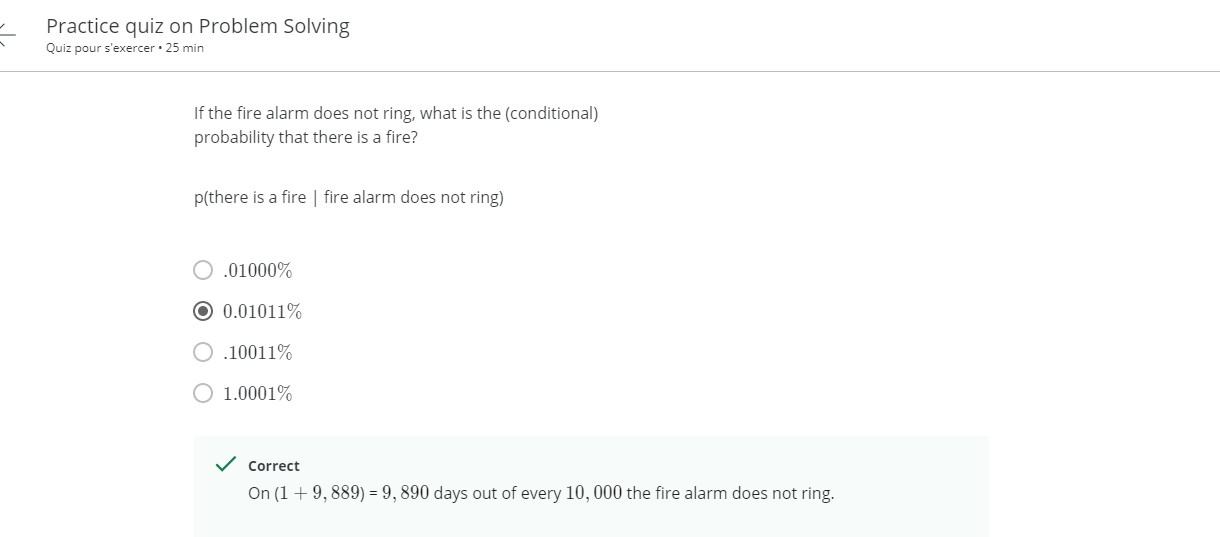 Practice quiz on Problem Solving
Quiz pour s'exercer • 25 min
If the fire alarm does not ring, what is the (conditional)
probability that there is a fire?
p(there is a fire | fire alarm does not ring)
.01000%
0.01011%
.10011%
1.0001%
Correct
On (1 + 9, 889) = 9, 890 days out of every 10, 000 the fire alarm does not ring.